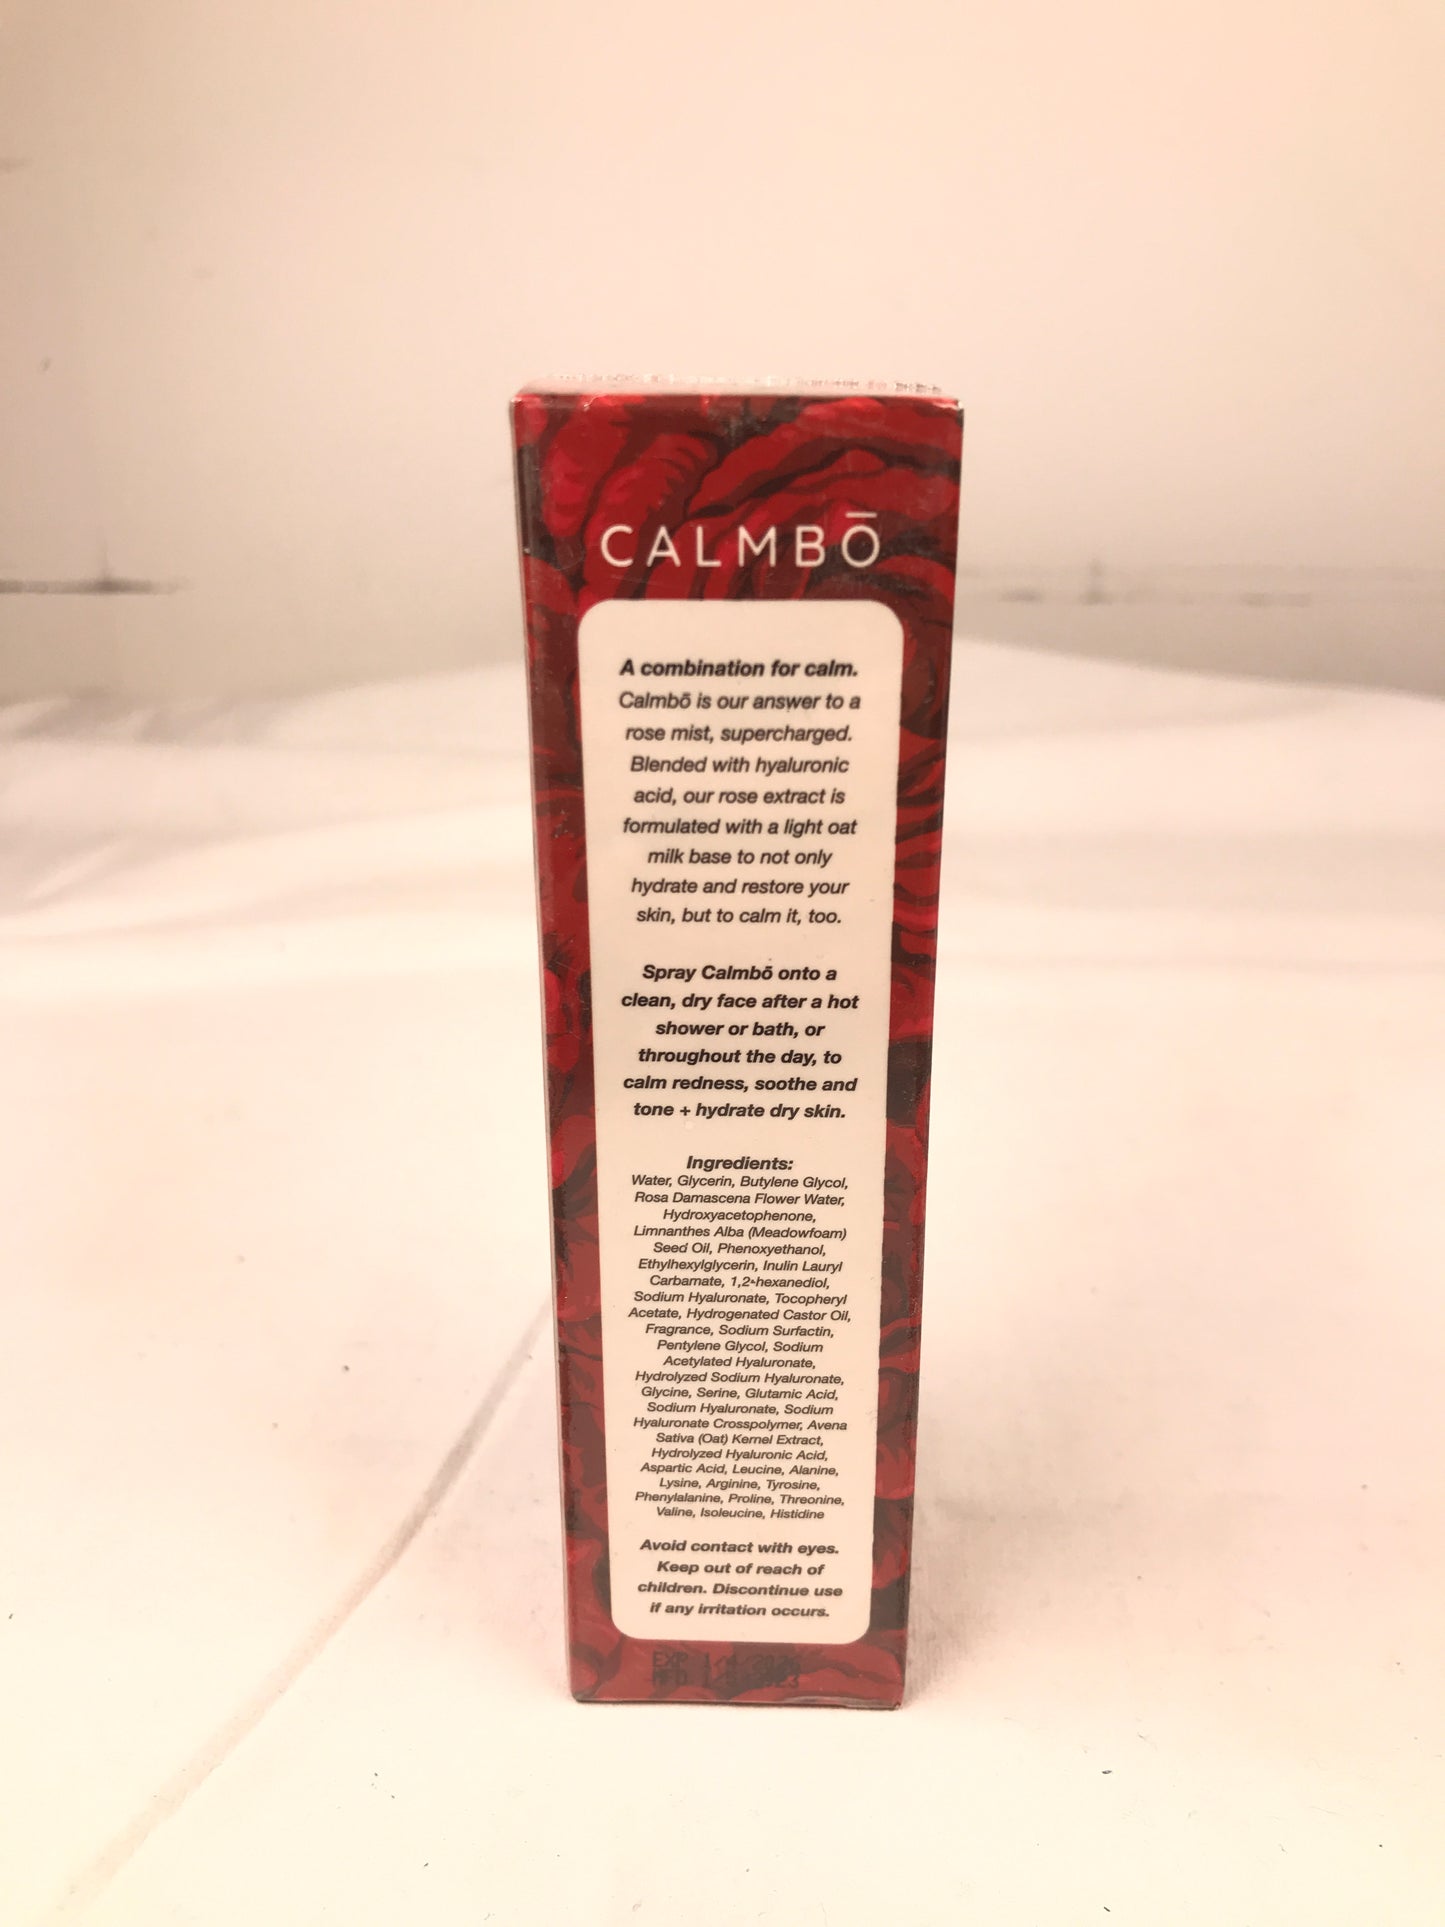 CALMBŌ
A combination for calm.
Calmbō is our answer to a
rose mist, supercharged.
Blended with hyaluronic
acid, our rose extract is
formulated with a light oat
milk base to not only
hydrate and restore your
skin, but to calm it, too.
Spray Calmbō onto a
clean, dry face after a hot
shower or bath, or
throughout the day, to
calm redness, soothe and
tone + hydrate dry skin.
Ingredients:
Water, Glycerin, Butylene Glycol,
Rosa Damascena Flower Water,
Hydroxyacetophenone,
Limnanthes Alba (Meadowfoam)
Seed Oil, Phenoxyethanol,
Ethylhexylglycerin, Inulin Lauryl
Carbamate, 1,2-hexanediol,
Sodium Hyaluronate, Tocopheryl
Acetate, Hydrogenated Castor Oil,
Fragrance, Sodium Surfactin,
Pentylene Glycol, Sodium
Acetylated Hyaluronate,
Hydrolyzed Sodium Hyaluronate,
Glycine, Serine, Glutamic Acid,
Sodium Hyaluronate, Sodium
Hyaluronate Crosspolymer, Avena
Sativa (Oat) Kernel Extract,
Hydrolyzed Hyaluronic Acid,
Aspartic Acid, Leucine, Alanine,
Lysine, Arginine, Tyrosine,
Phenylalanine, Proline, Threonine,
Valine, Isoleucine, Histidine
Avoid contact with eyes.
Keep out of reach of
children. Discontinue use
if any irritation occurs.
EXP
MFD